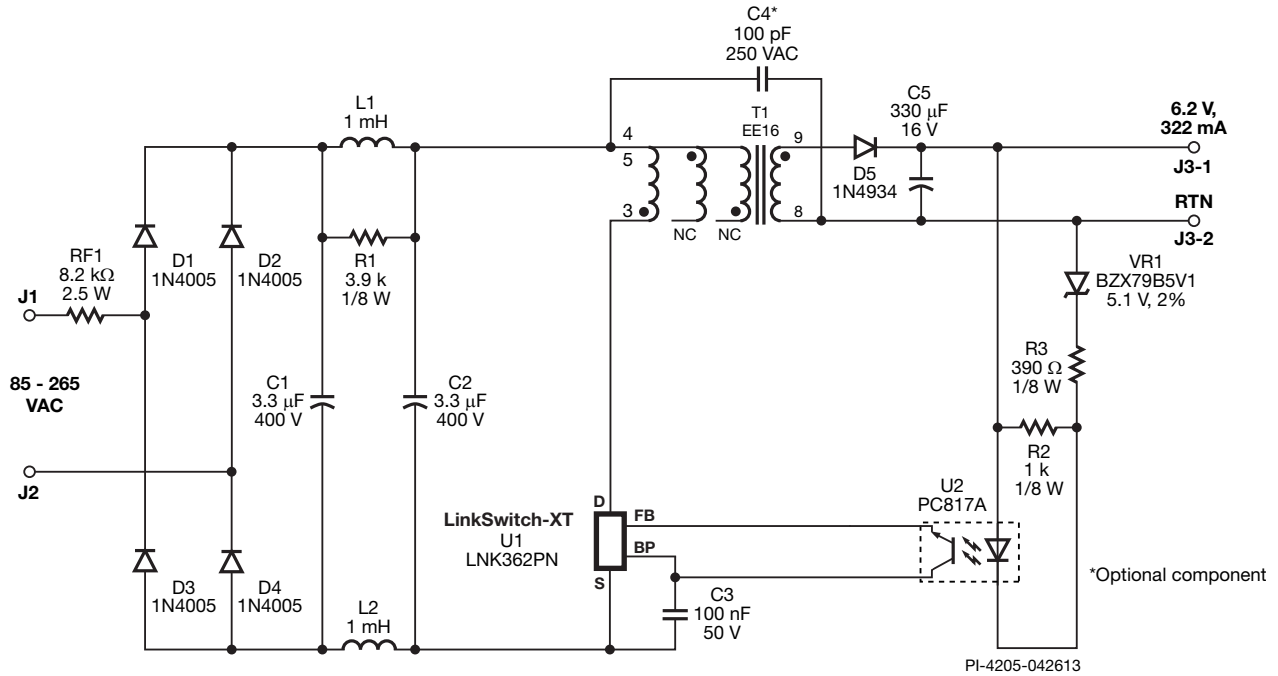 C4*
100 pF
250 VAC
L1
1 mH
T1
EE16
C5
330 µF
16 V
6.2 V,
322 mA
J3-1
4
5
3
9
8
D5
1N4934
NC
NC
RTN
J3-2
RF1
8.2 kΩ
2.5 W
D1
1N4005
D2
1N4005
R1
3.9 k
1/8 W
VR1
BZX79B5V1
5.1 V, 2%
J1
85 - 265
VAC
J2
C1
3.3 µF
400 V
C2
3.3 µF
400 V
R3
390 Ω
1/8 W
R2
1 k
1/8 W
LinkSwitch-XT
U1
LNK362PN
D
FB
BP
S
U2
PC817A
D3
1N4005
D4
1N4005
L2
1 mH
C3
100 nF
50 V
*Optional component
PI-4205-042613